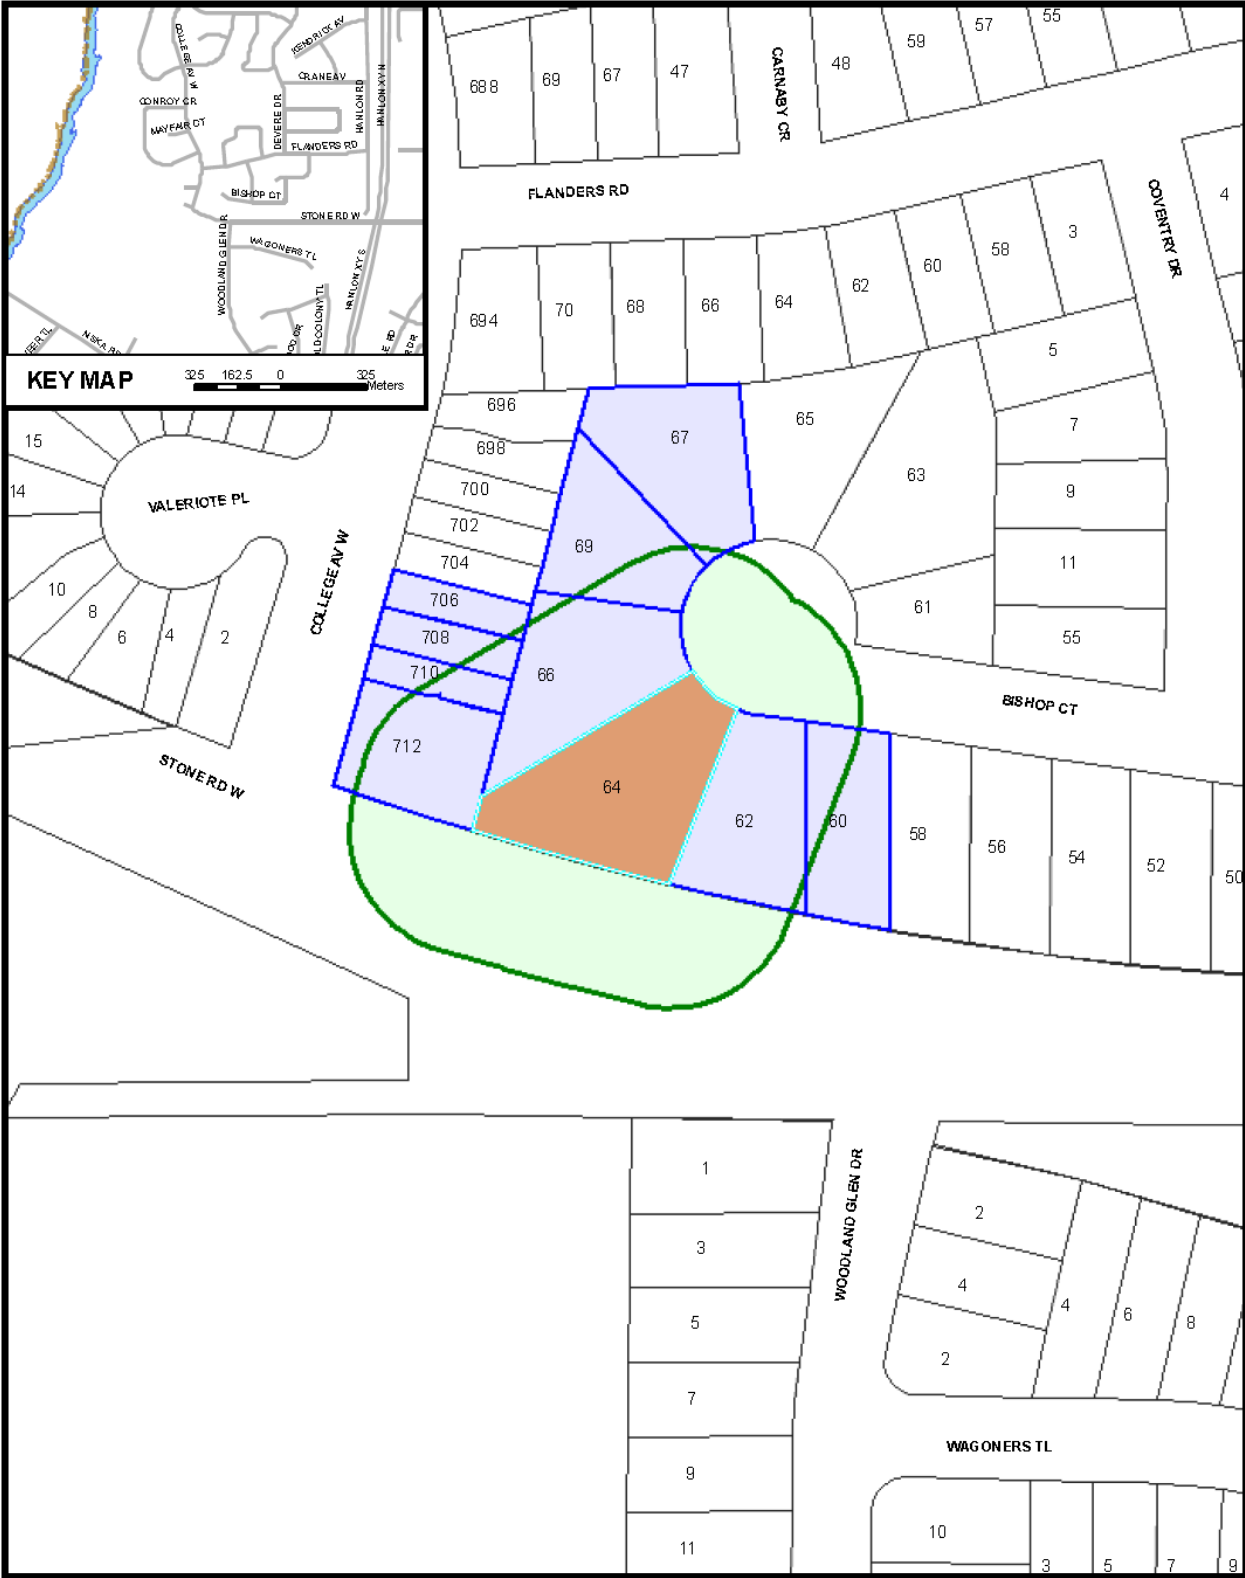 COLLEGE AV W
KENDRICK AV
CRANE AV
CONROY CR
MAYFAIR CT
DEVERE DR
HANLON RD
HANLON XY N
FLANDERS RD
BISHOP CT
STONE RD W
WOODLAND GLEN DR
WAGONERS TL
HANLON XY S
KEY MAP
325 162.5 0 325
Meters
688
69
67
47
CARNABY CR
48
59
57
55
FLANDERS RD
COVENTRY DR
4
694
70
68
66
64
62
60
58
3
5
7
9
11
55
696
698
700
702
704
706
708
710
712
67
65
63
61
69
66
64
62
60
58
56
54
52
50
BISHOP CT
15
14
VALERIOTE PL
10
8
6
4
2
COLLEGE AV W
STONE RD W
1
3
5
7
9
11
WOODLAND GLEN DR
2
4
2
4
6
8
WAGONERS TL
10
3
5
7
9